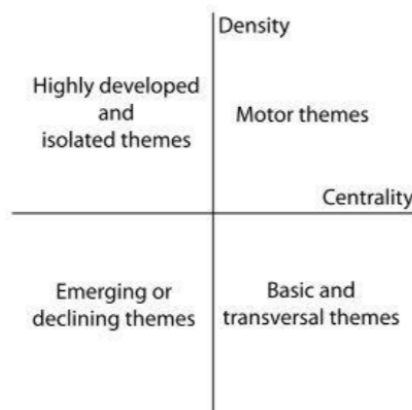 Density
Highly developed
and
isolated themes
Motor themes
Centrality
Emerging or
declining themes
Basic and
transversal themes